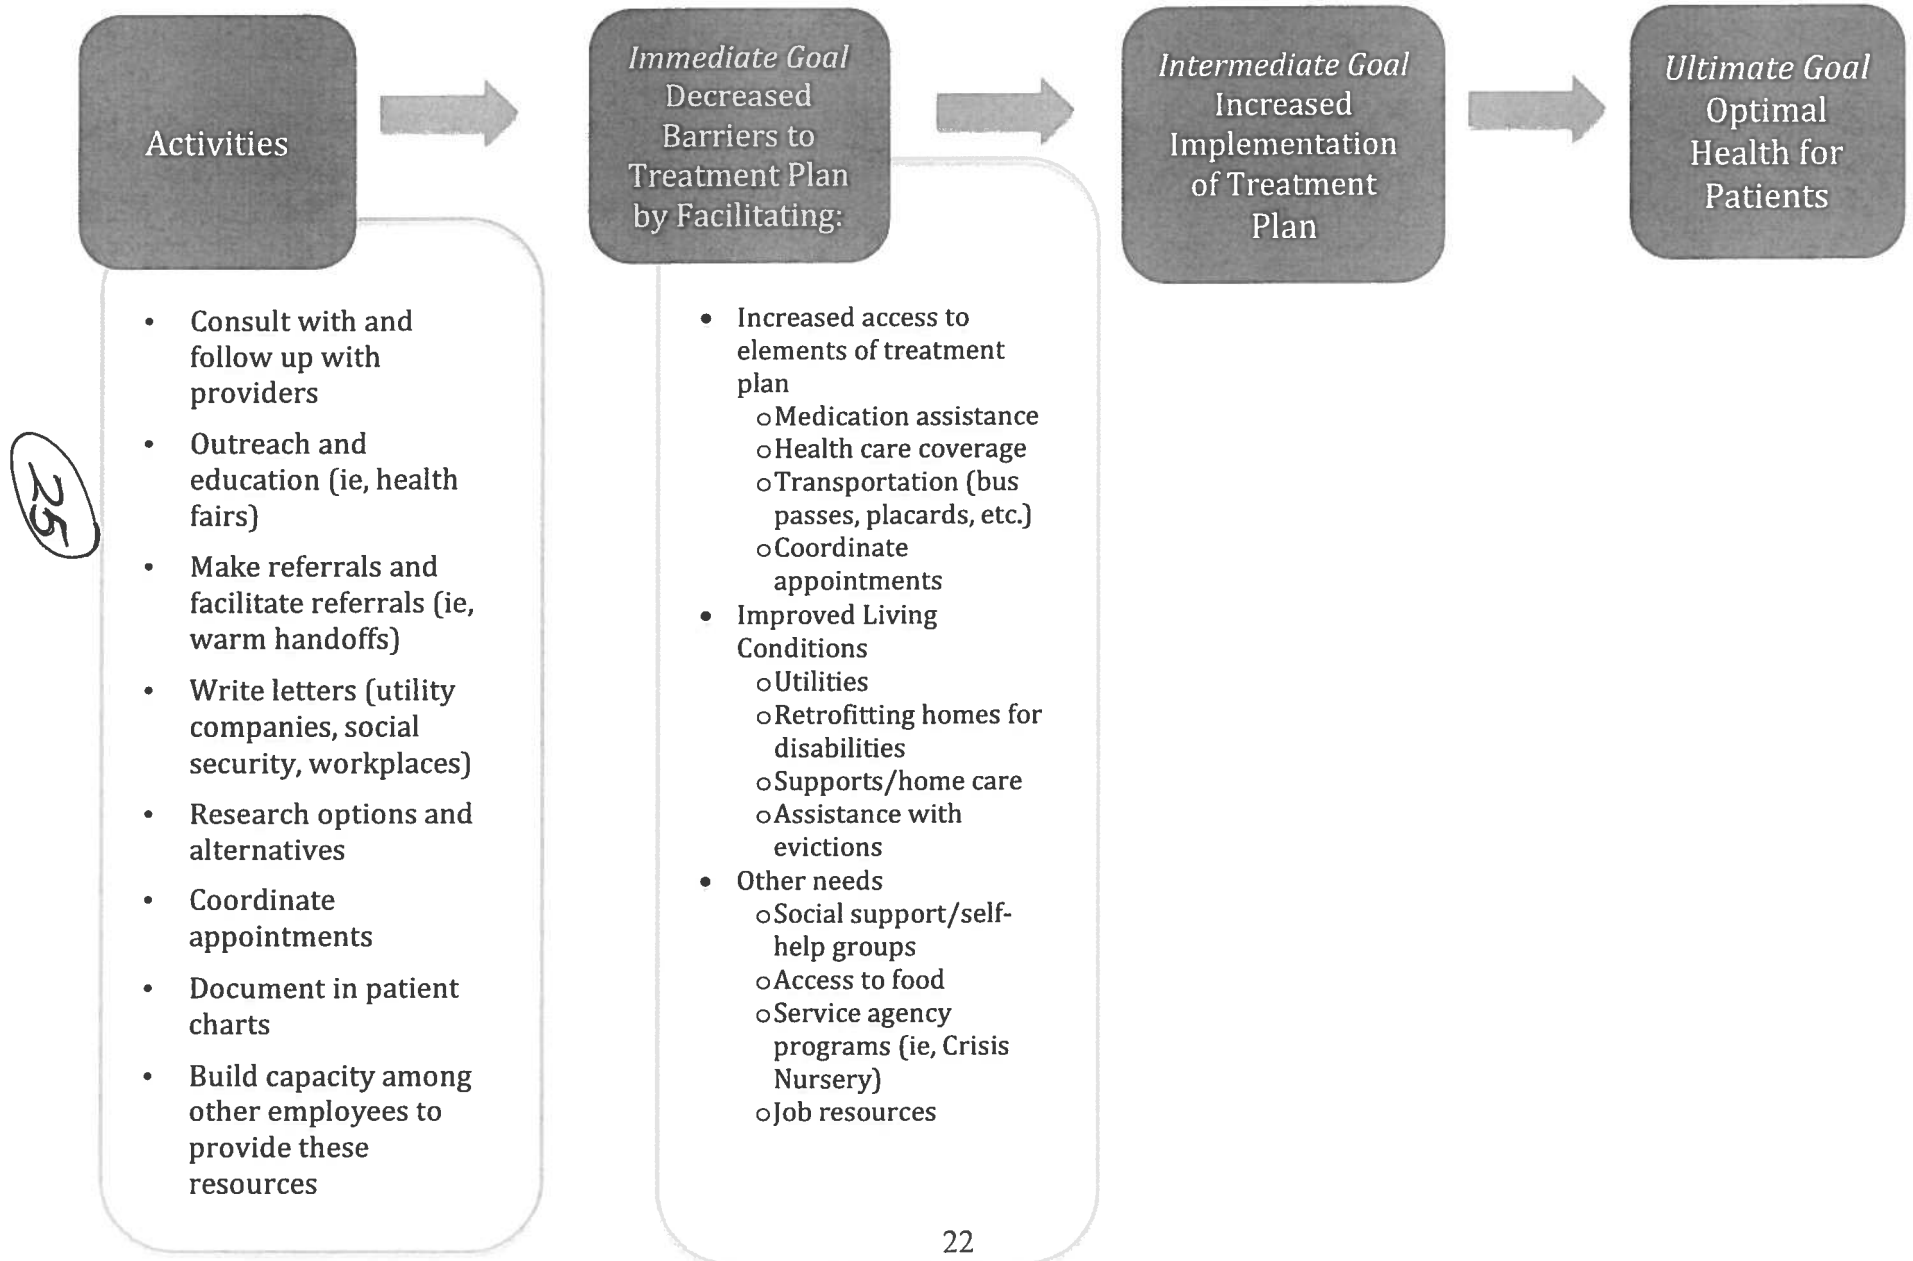 Activities
• Consult with and
follow up with
providers
• Outreach and
education (ie, health
fairs)
• Make referrals and
facilitate referrals (ie,
warm handoffs)
• Write letters (utility
companies, social
security, workplaces)
• Research options and
alternatives
• Coordinate
appointments
• Document in patient
charts
• Build capacity among
other employees to
provide these
resources
25
Immediate Goal
Decreased
Barriers to
Treatment Plan
by Facilitating:
• Increased access to
elements of treatment
plan
o Medication assistance
o Health care coverage
o Transportation (bus
passes, placards, etc.)
o Coordinate
appointments
• Improved Living
Conditions
o Utilities
o Retrofitting homes for
disabilities
o Supports/home care
o Assistance with
evictions
• Other needs
o Social support/self-
help groups
o Access to food
o Service agency
programs (ie, Crisis
Nursery)
o Job resources
Intermediate Goal
Increased
Implementation
of Treatment
Plan
Ultimate Goal
Optimal
Health for
Patients
22